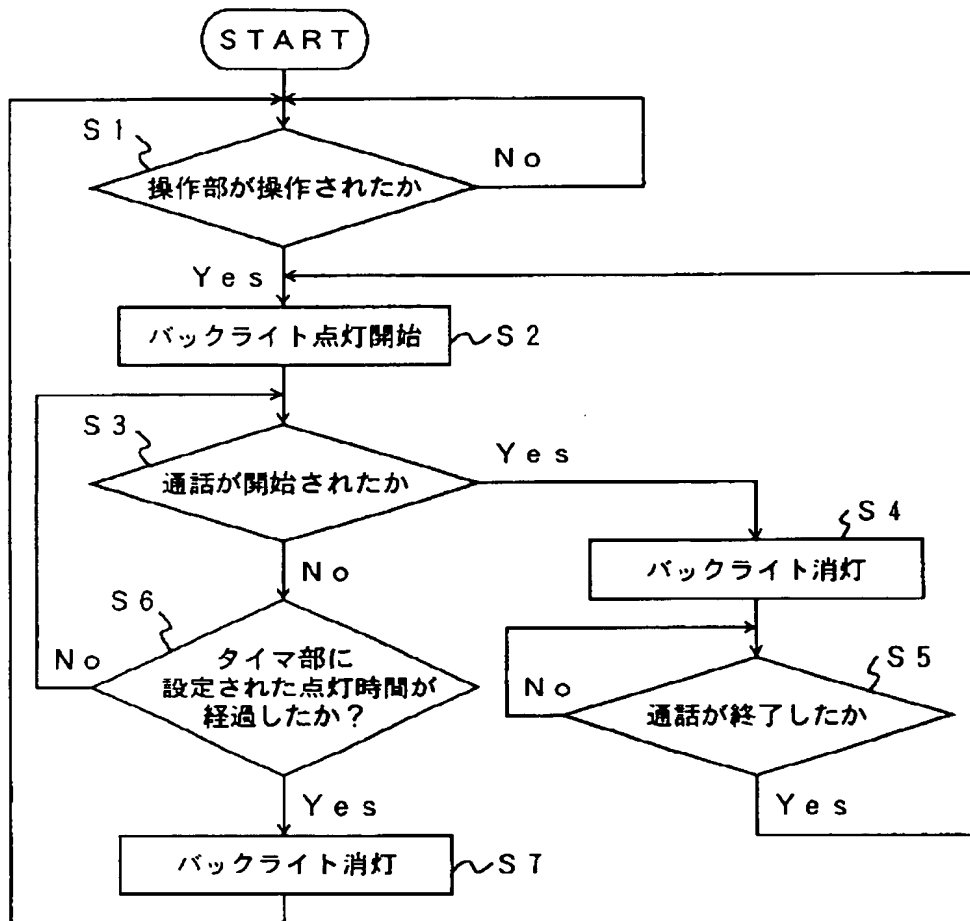 START
S1
操作部が操作されたか
No
Yes
バックライト点灯開始
S2
S3
通話が開始されたか
Yes
No
S4
バックライト消灯
S6
タイマ部に
設定された点灯時間が
経過したか?
No
S5
通話が終了したか
No
Yes
Yes
バックライト消灯
S7